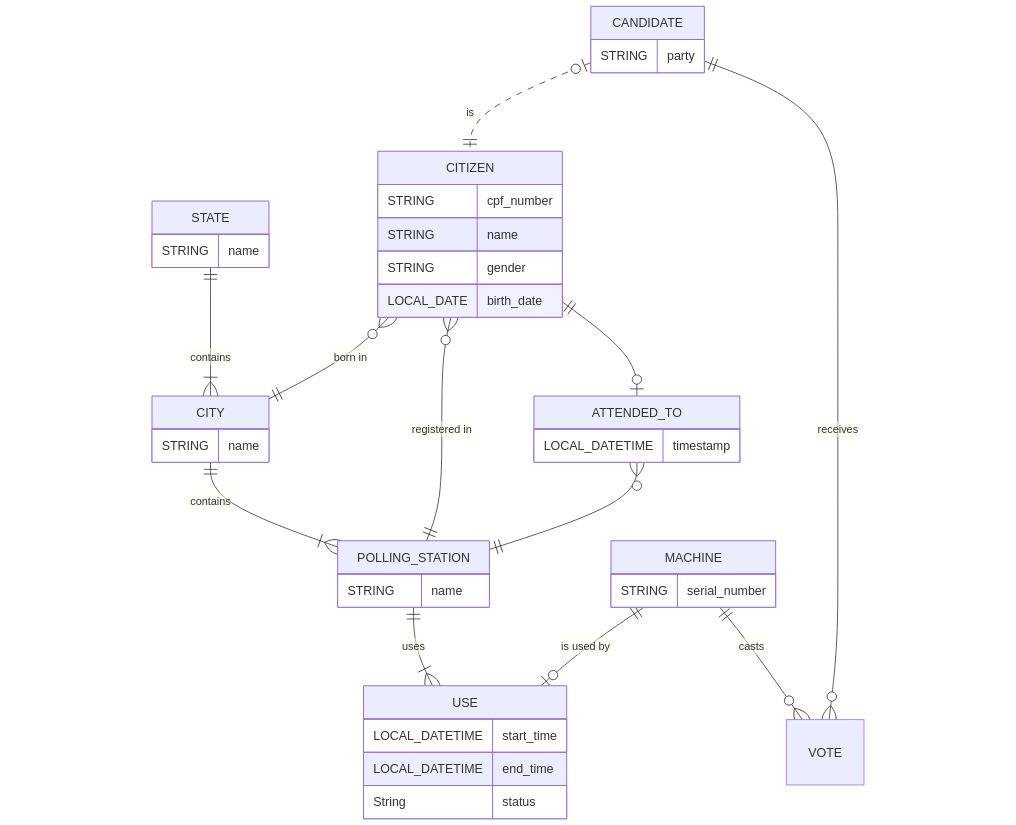 CANDIDATE
STRING party
is
CITIZEN
STRING cpf_number
STRING name
STRING gender
LOCAL_DATE birth_date
STATE
STRING name
contains
born in
CITY
STRING name
registered in
ATTENDED_TO
LOCAL_DATETIME timestamp
receives
contains
POLLING_STATION
STRING name
MACHINE
STRING serial_number
uses
is used by
casts
USE
LOCAL_DATETIME start_time
LOCAL_DATETIME end_time
String status
VOTE